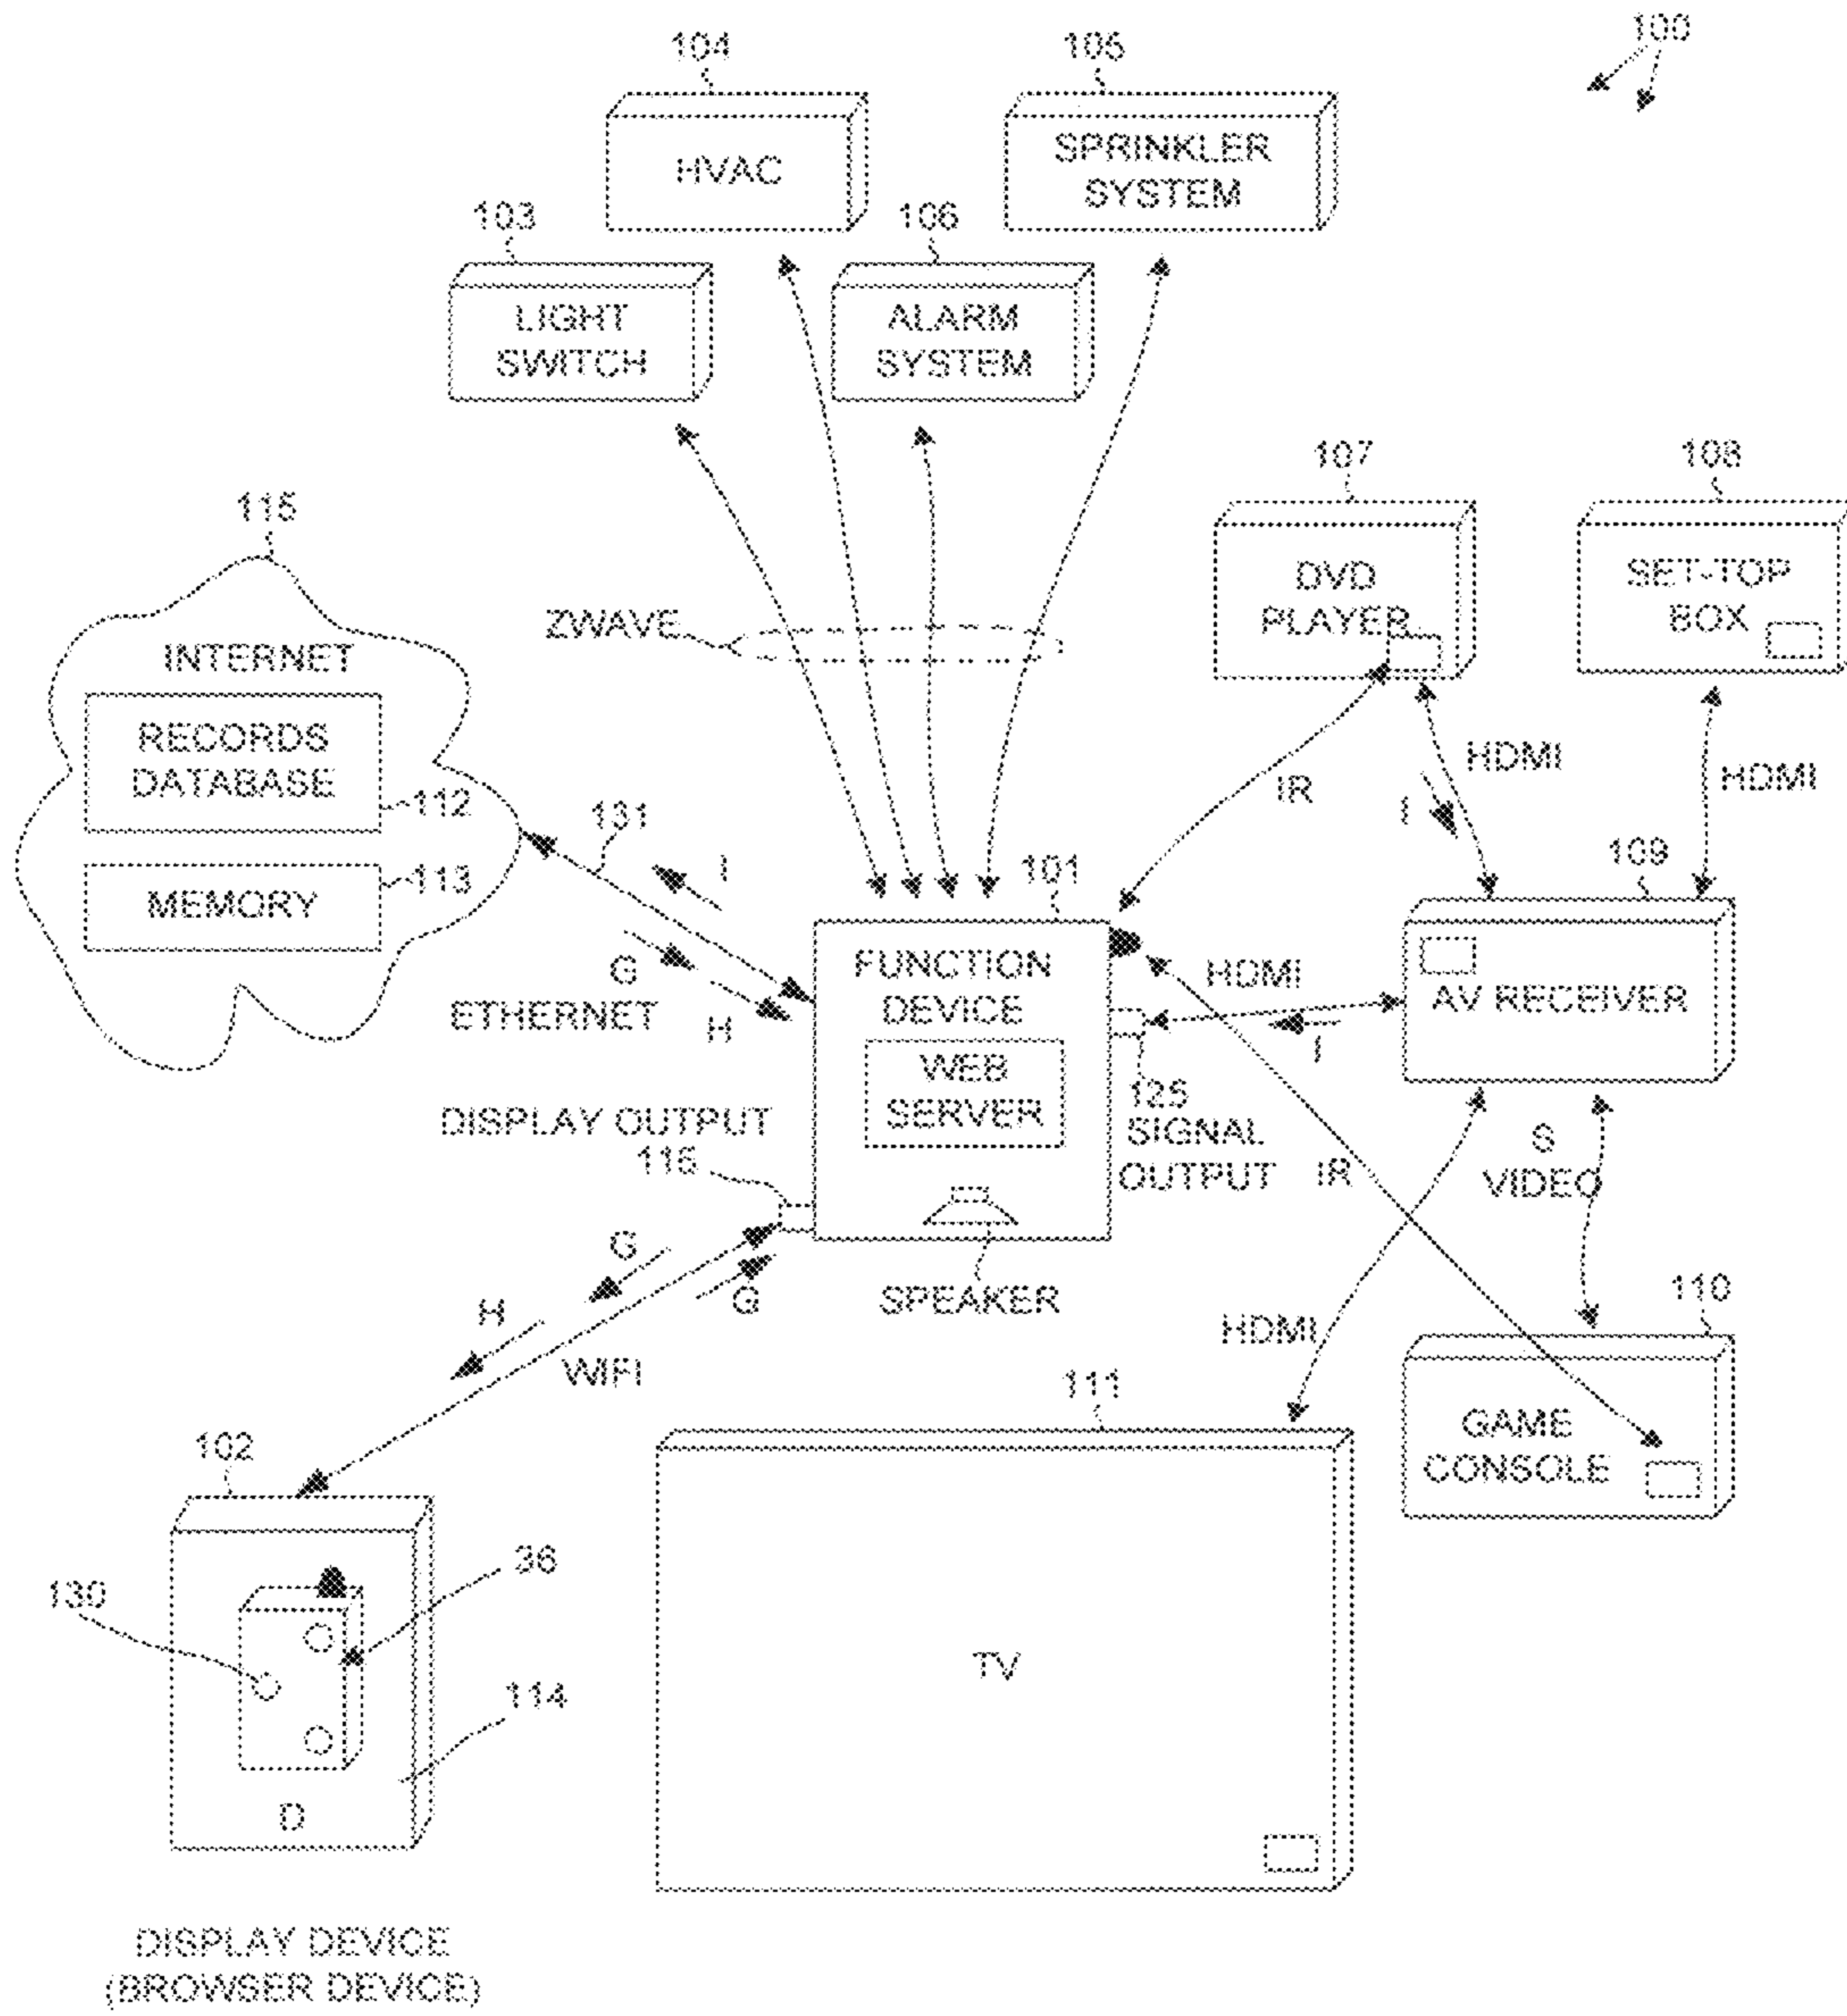 100
104
105
HVAC
SPRINKLER
SYSTEM
103
106
LIGHT
SWITCH
ALARM
SYSTEM
107
108
DVD
PLAYER
SET-TOP
BOX
115
ZWAVE
INTERNET
RECORDS
DATABASE
112
MEMORY
113
131
I
G
ETHERNET
H
IR
HDMI
I
HDMI
101
109
FUNCTION
DEVICE
WEB
SERVER
HDMI
I
AV RECEIVER
125
SIGNAL
OUTPUT
DISPLAY OUTPUT
116
IR
S
VIDEO
G
H
G
WIFI
SPEAKER
HDMI
110
GAME
CONSOLE
111
TV
102
130
36
114
D
DISPLAY DEVICE
(BROWSER DEVICE)